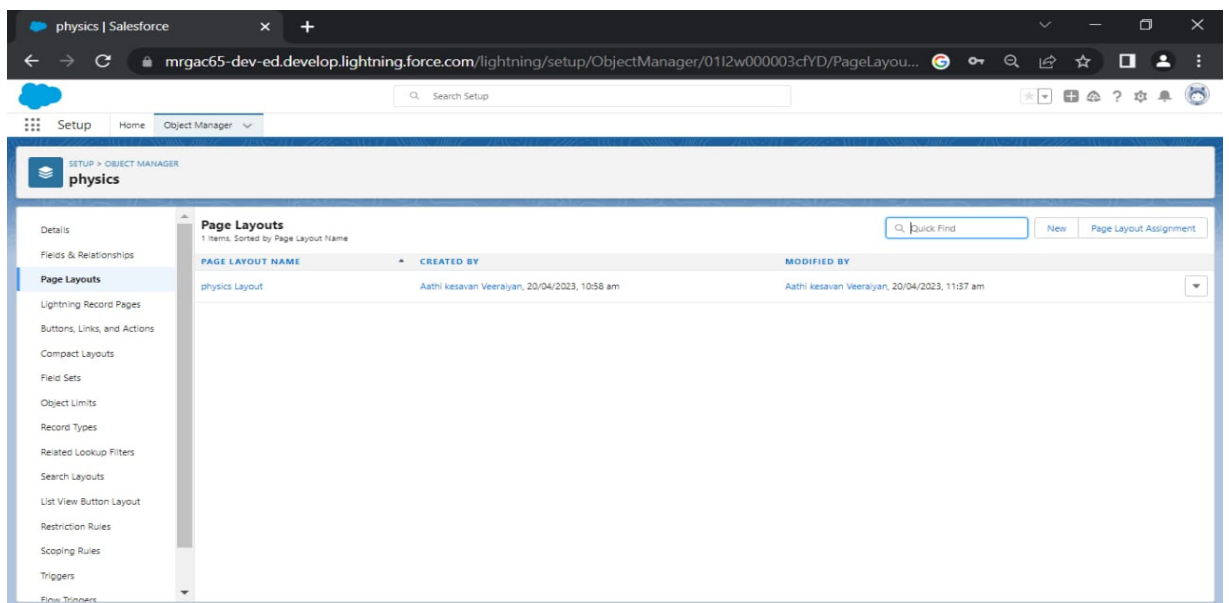 physics | Salesforce
mrgac65-dev-ed.develop.lightning.force.com/lightning/setup/ObjectManager/01I2w000003cfYD/PageLayou...
Search Setup
Setup Home Object Manager
SETUP > OBJECT MANAGER
physics
Details
Fields & Relationships
Page Layouts
Lightning Record Pages
Buttons, Links, and Actions
Compact Layouts
Field Sets
Object Limits
Record Types
Related Lookup Filters
Search Layouts
List View Button Layout
Restriction Rules
Scoping Rules
Triggers
Flow Triggers
Page Layouts
1 Items, Sorted by Page Layout Name
Quick Find New Page Layout Assignment
PAGE LAYOUT NAME CREATED BY MODIFIED BY
physics Layout Aathi kesavan Veeraiyan, 20/04/2023, 10:58 am Aathi kesavan Veeraiyan, 20/04/2023, 11:37 am